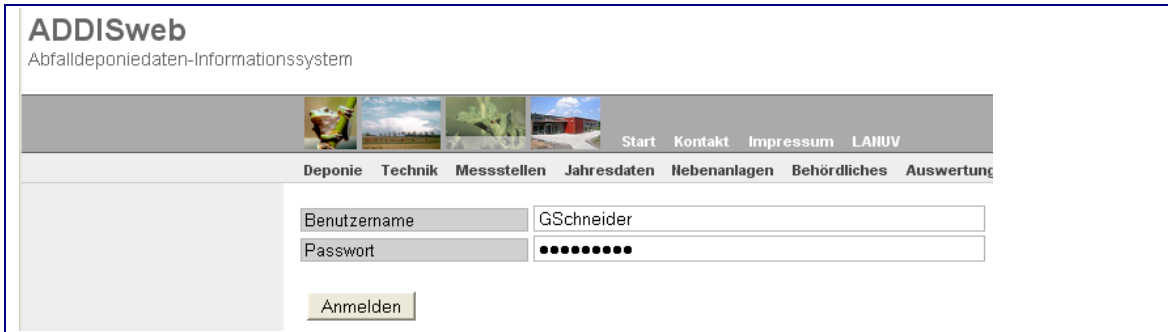 ADDISweb
Abfalldeponiedaten-Informationssystem
Start Kontakt Impressum LANUV
Deponie Technik Messstellen Jahresdaten Nebenanlagen Behördliches Auswertung
Benutzername GSchneider
Passwort ●●●●●●●●●
Anmelden